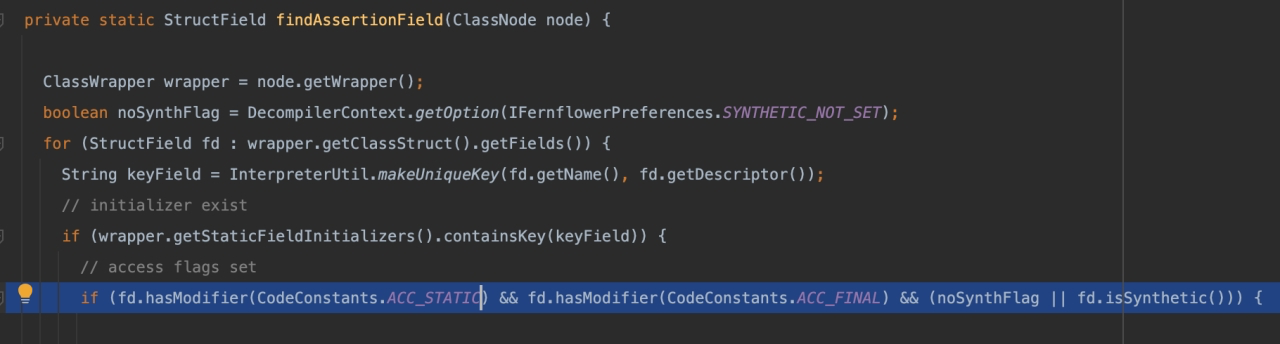 private static StructField findAssertionField(ClassNode node) {
ClassWrapper wrapper = node.getWrapper();
boolean noSynthFlag = DecompilerContext.getOption(IFernflowerPreferences.SYNTHETIC_NOT_SET);
for (StructField fd : wrapper.getClassStruct().getFields()) {
String keyField = InterpreterUtil.makeUniqueKey(fd.getName(), fd.getDescriptor());
// initializer exist
if (wrapper.getStaticFieldInitializers().containsKey(keyField)) {
// access flags set
if (fd.hasModifier(CodeConstants.ACC_STATIC) && fd.hasModifier(CodeConstants.ACC_FINAL) && (noSynthFlag || fd.isSynthetic())) {